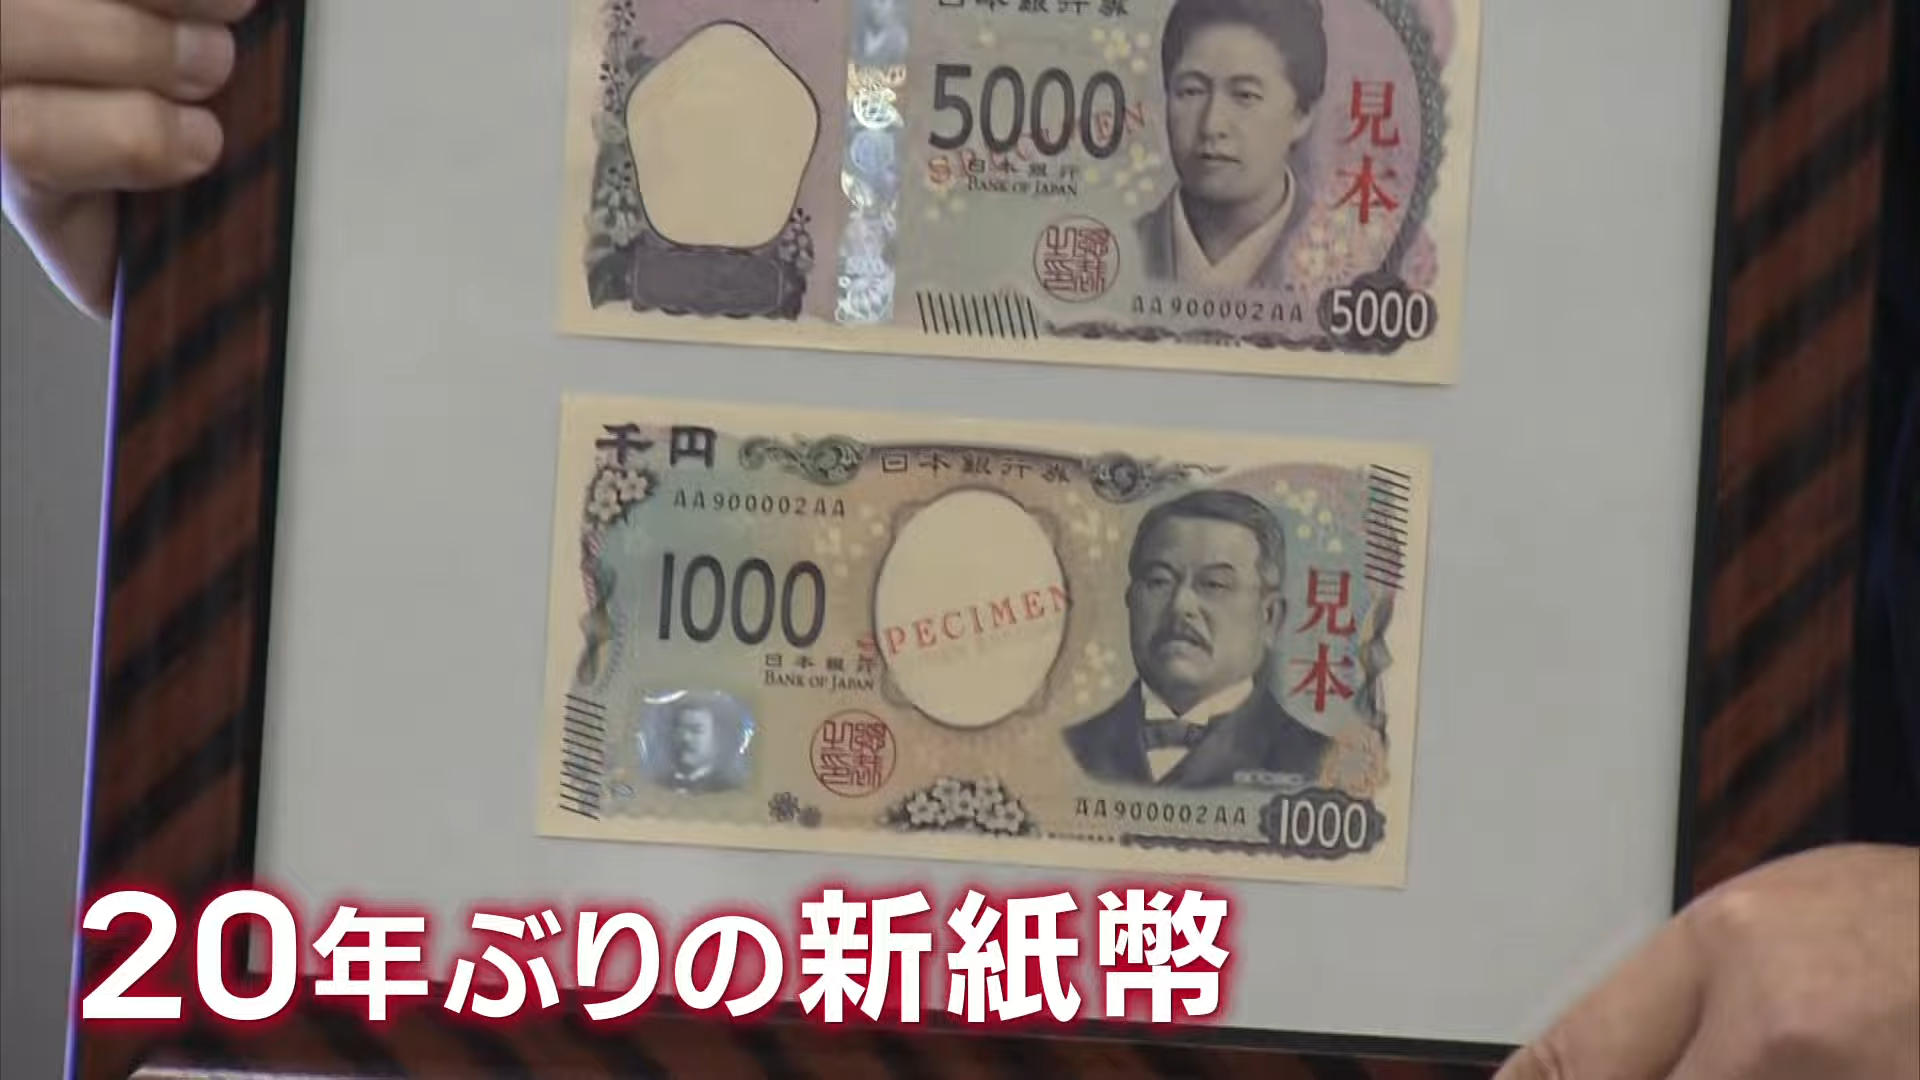 日本銀行券
5000
SPECIMEN
日本銀行
BANK OF JAPAN
見本
AA900002AA
5000
千円
日本銀行券
AA900002AA
1000
SPECIMEN
日本銀行
BANK OF JAPAN
見本
AA900002AA
1000
20年ぶりの新紙幣